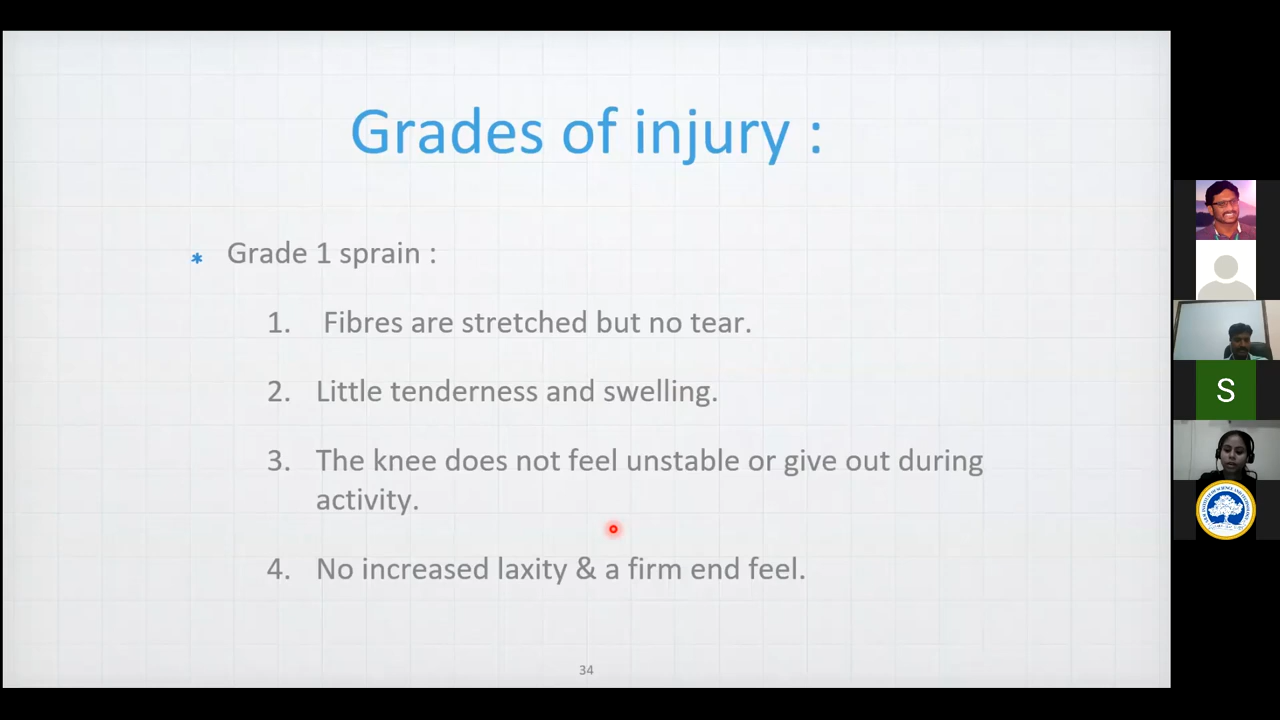 Grades of injury :
* Grade 1 sprain :
1. Fibres are stretched but no tear.
2. Little tenderness and swelling.
3. The knee does not feel unstable or give out during
activity.
4. No increased laxity & a firm end feel.
34
S